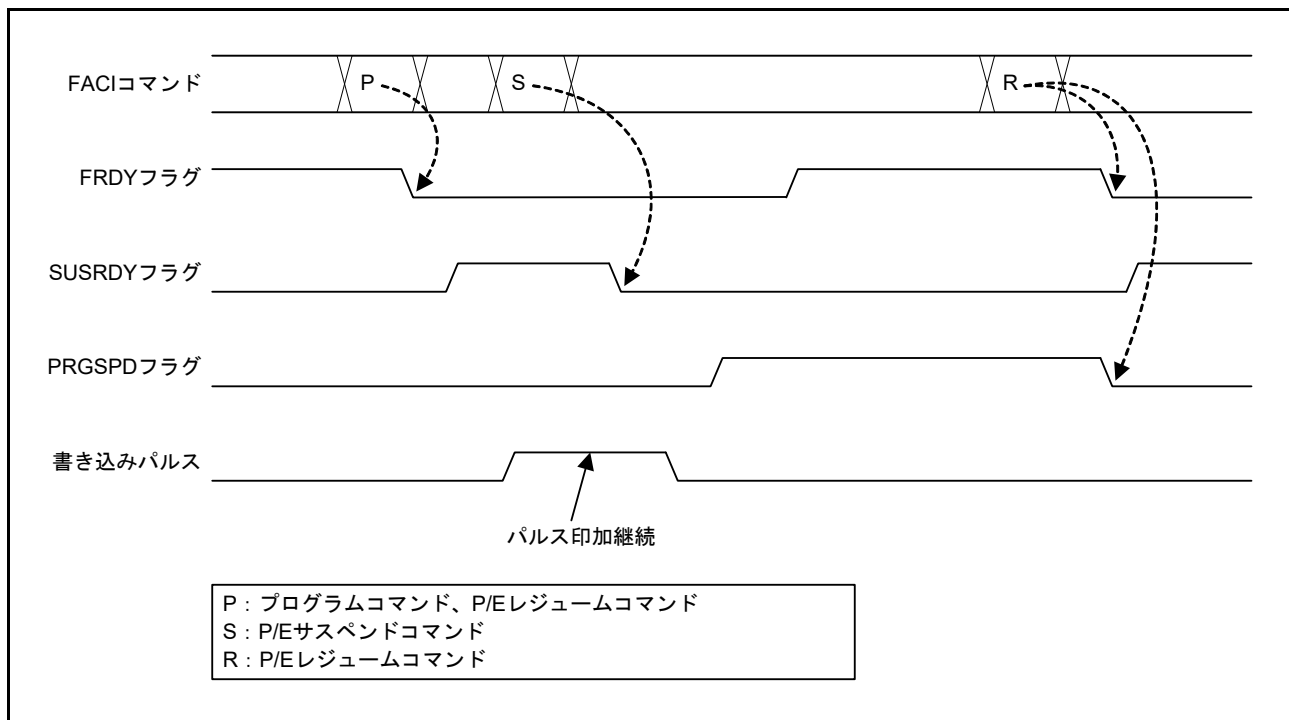 FACIコマンド
P
S
R
FRDYフラグ
SUSRDYフラグ
PRGSPDフラグ
書き込みパルス
パルス印加継続
P : プログラムコマンド、P/Eレジュームコマンド
S : P/Eサスペンドコマンド
R : P/Eレジュームコマンド